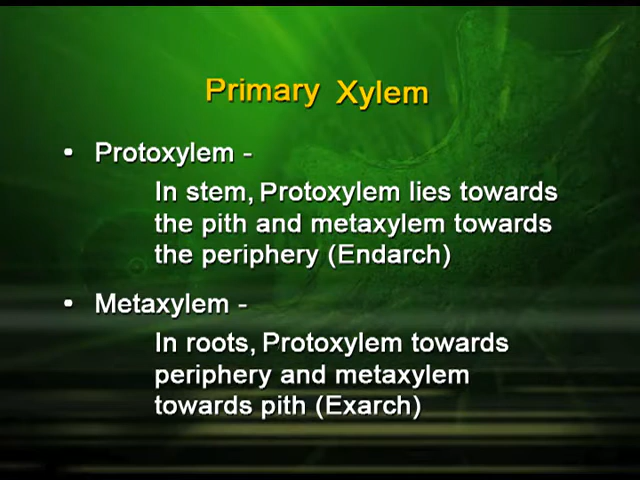 Primary Xylem
• Protoxylem -
In stem, Protoxylem lies towards
the pith and metaxylem towards
the periphery (Endarch)
• Metaxylem -
In roots, Protoxylem towards
periphery and metaxylem
towards pith (Exarch)